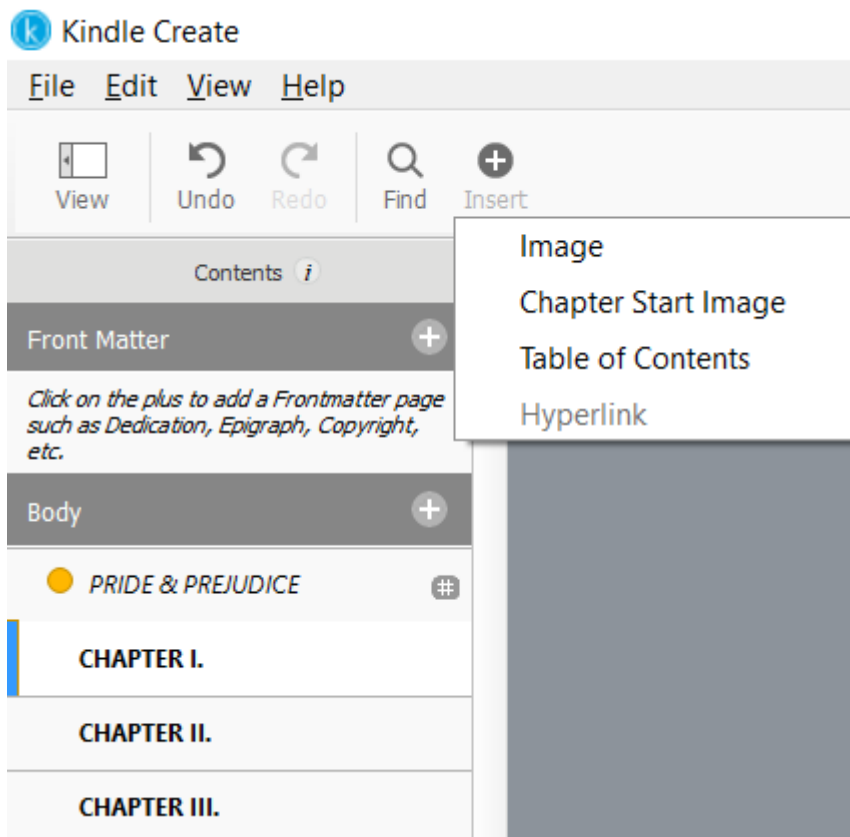 Kindle Create
File Edit View Help
View Undo Redo Find Insert
Image
Chapter Start Image
Table of Contents
Hyperlink
Contents i
Front Matter
Click on the plus to add a Frontmatter page
such as Dedication, Epigraph, Copyright,
etc.
Body
PRIDE & PREJUDICE #
CHAPTER I.
CHAPTER II.
CHAPTER III.